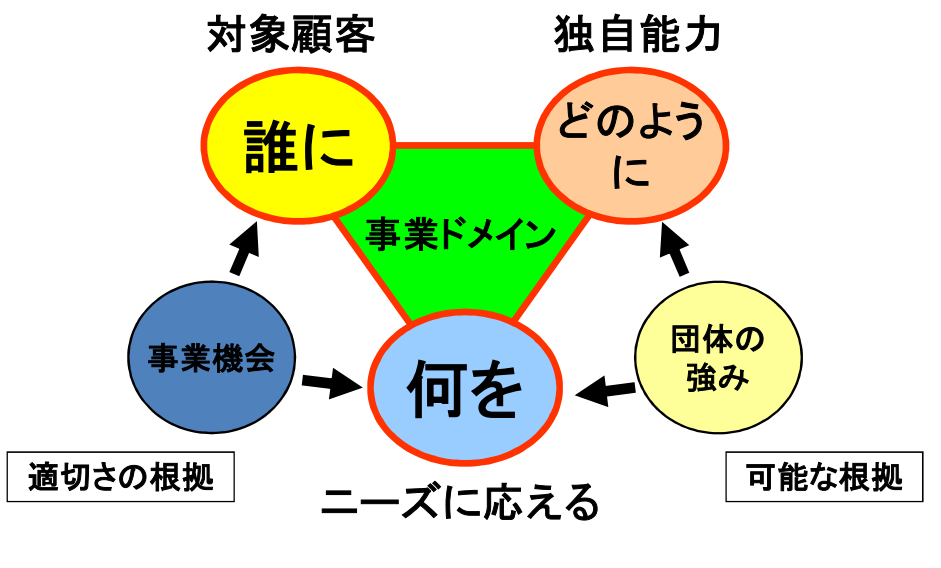 対象顧客
独自能力
誰に
どのよう
に
事業ドメイン
事業機会
何を
団体の
強み
適切さの根拠
可能な根拠
ニーズに応える